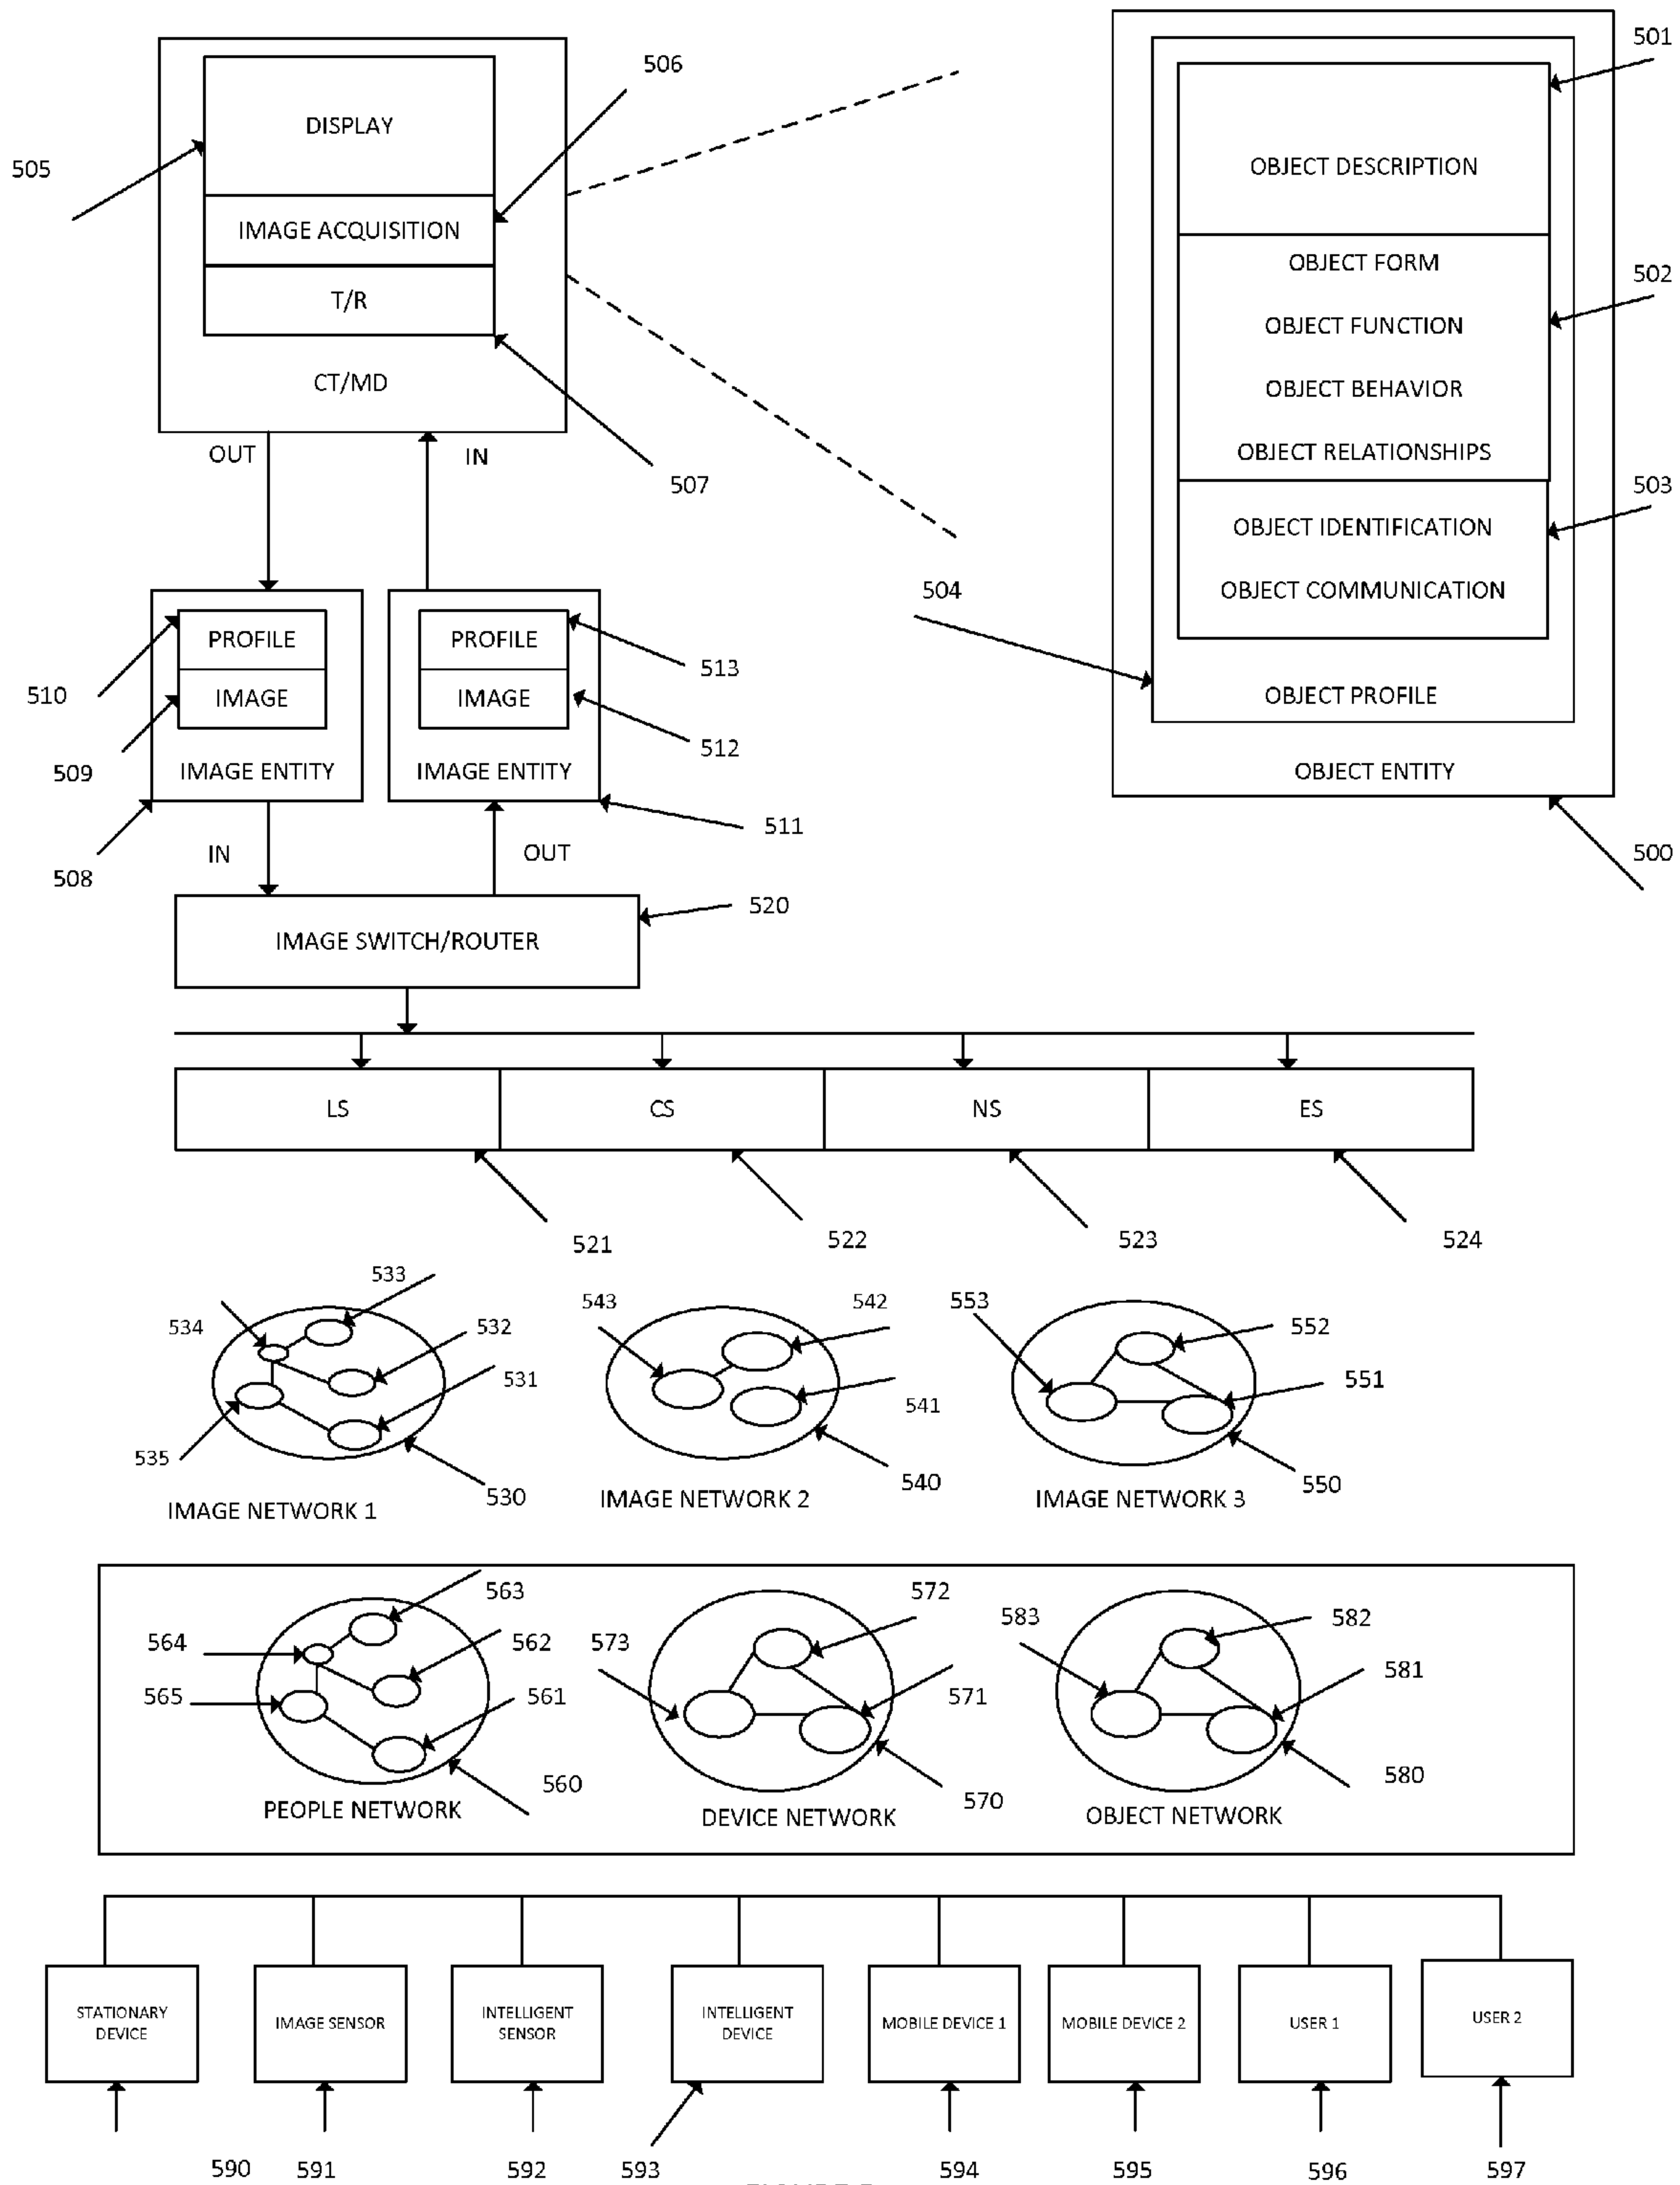 501
506
DISPLAY
505
OBJECT DESCRIPTION
IMAGE ACQUISITION
OBJECT FORM
502
T/R
OBJECT FUNCTION
CT/MD
OBJECT BEHAVIOR
OUT
IN
OBJECT RELATIONSHIPS
507
503
OBJECT IDENTIFICATION
504
OBJECT COMMUNICATION
PROFILE
PROFILE
513
510
IMAGE
IMAGE
OBJECT PROFILE
512
509
IMAGE ENTITY
IMAGE ENTITY
OBJECT ENTITY
511
508
IN
OUT
500
520
IMAGE SWITCH/ROUTER
LS
CS
NS
ES
521
522
523
524
533
543
542
553
534
532
552
531
551
541
535
540
550
530
IMAGE NETWORK 1
IMAGE NETWORK 2
IMAGE NETWORK 3
563
572
583
582
564
562
573
581
565
561
571
560
580
570
PEOPLE NETWORK
DEVICE NETWORK
OBJECT NETWORK
STATIONARY
DEVICE
IMAGE SENSOR
INTELLIGENT
SENSOR
INTELLIGENT
DEVICE
MOBILE DEVICE 1
MOBILE DEVICE 2
USER 1
USER 2
590
591
592
593
594
595
596
597